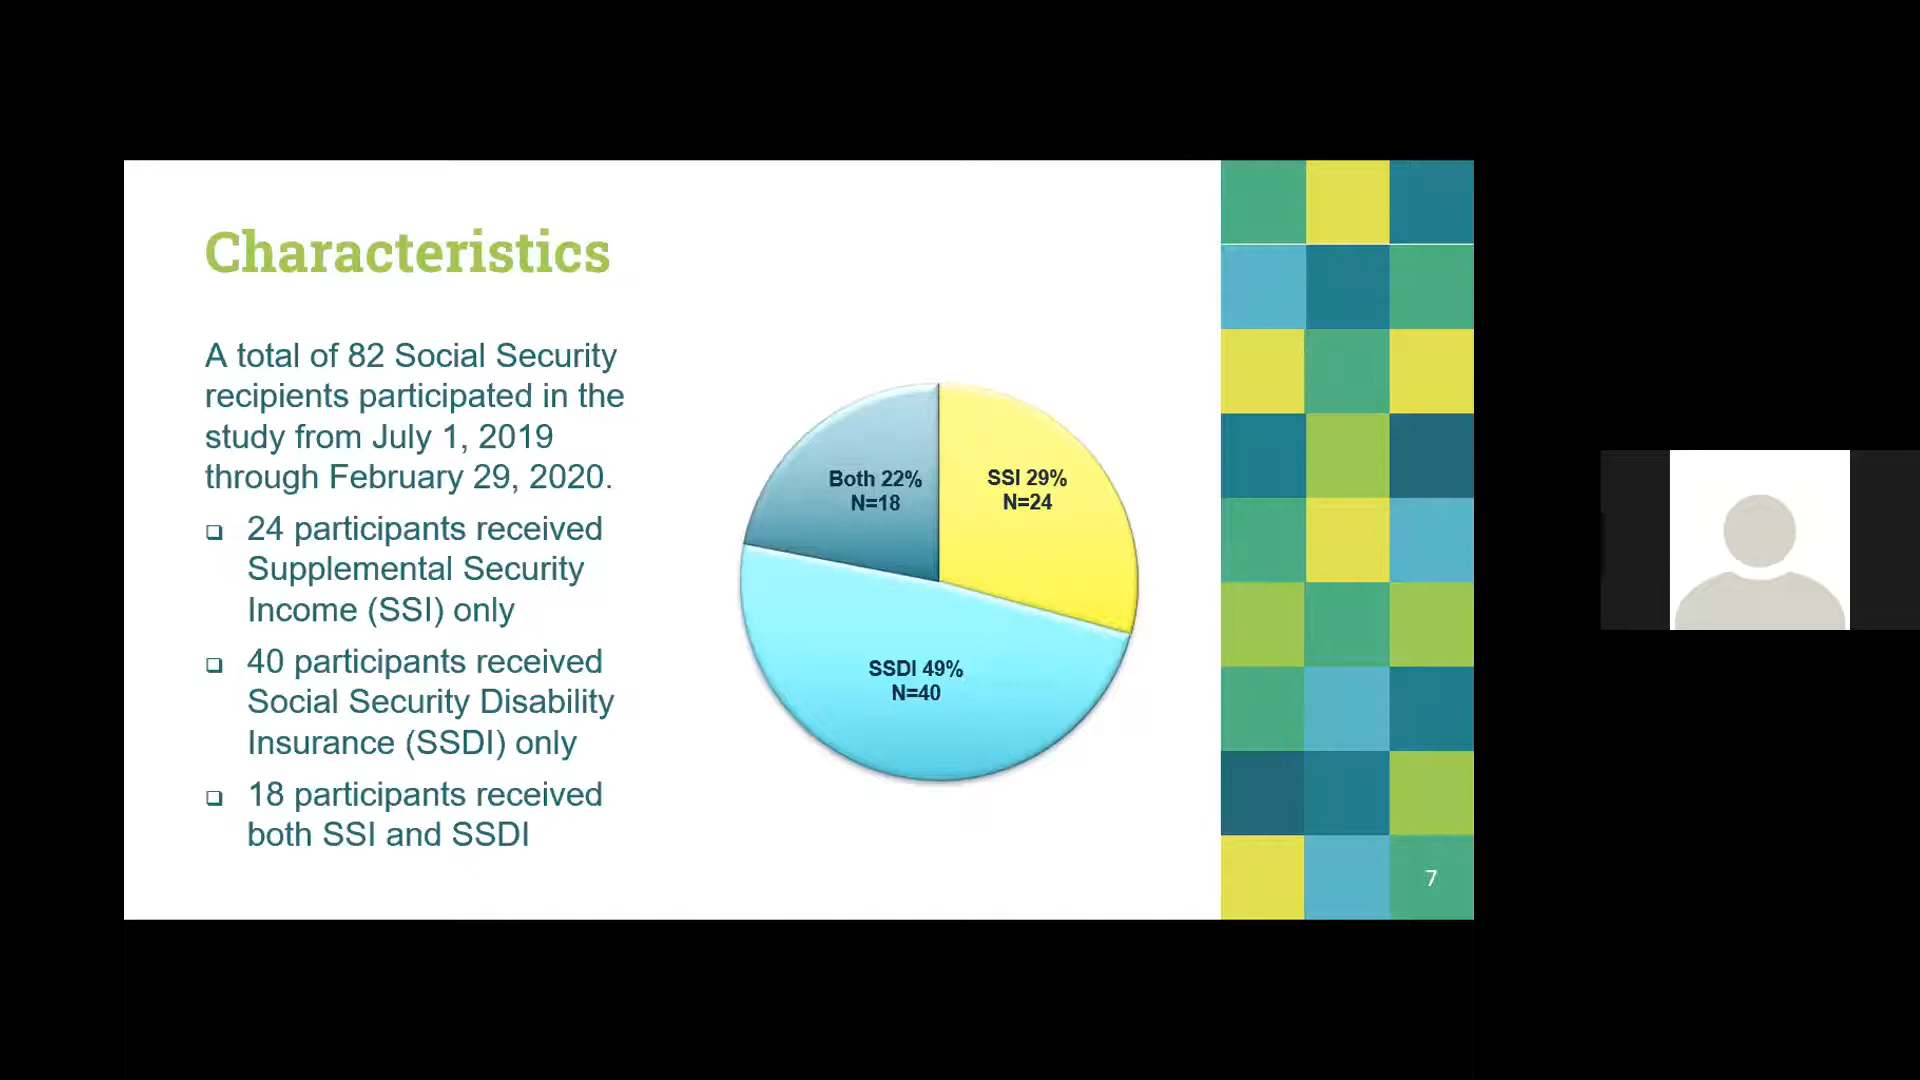 Characteristics
A total of 82 Social Security
recipients participated in the
study from July 1, 2019
through February 29, 2020.
❑ 24 participants received
Supplemental Security
Income (SSI) only
❑ 40 participants received
Social Security Disability
Insurance (SSDI) only
❑ 18 participants received
both SSI and SSDI
Both 22%
N=18
SSI 29%
N=24
SSDI 49%
N=40
7